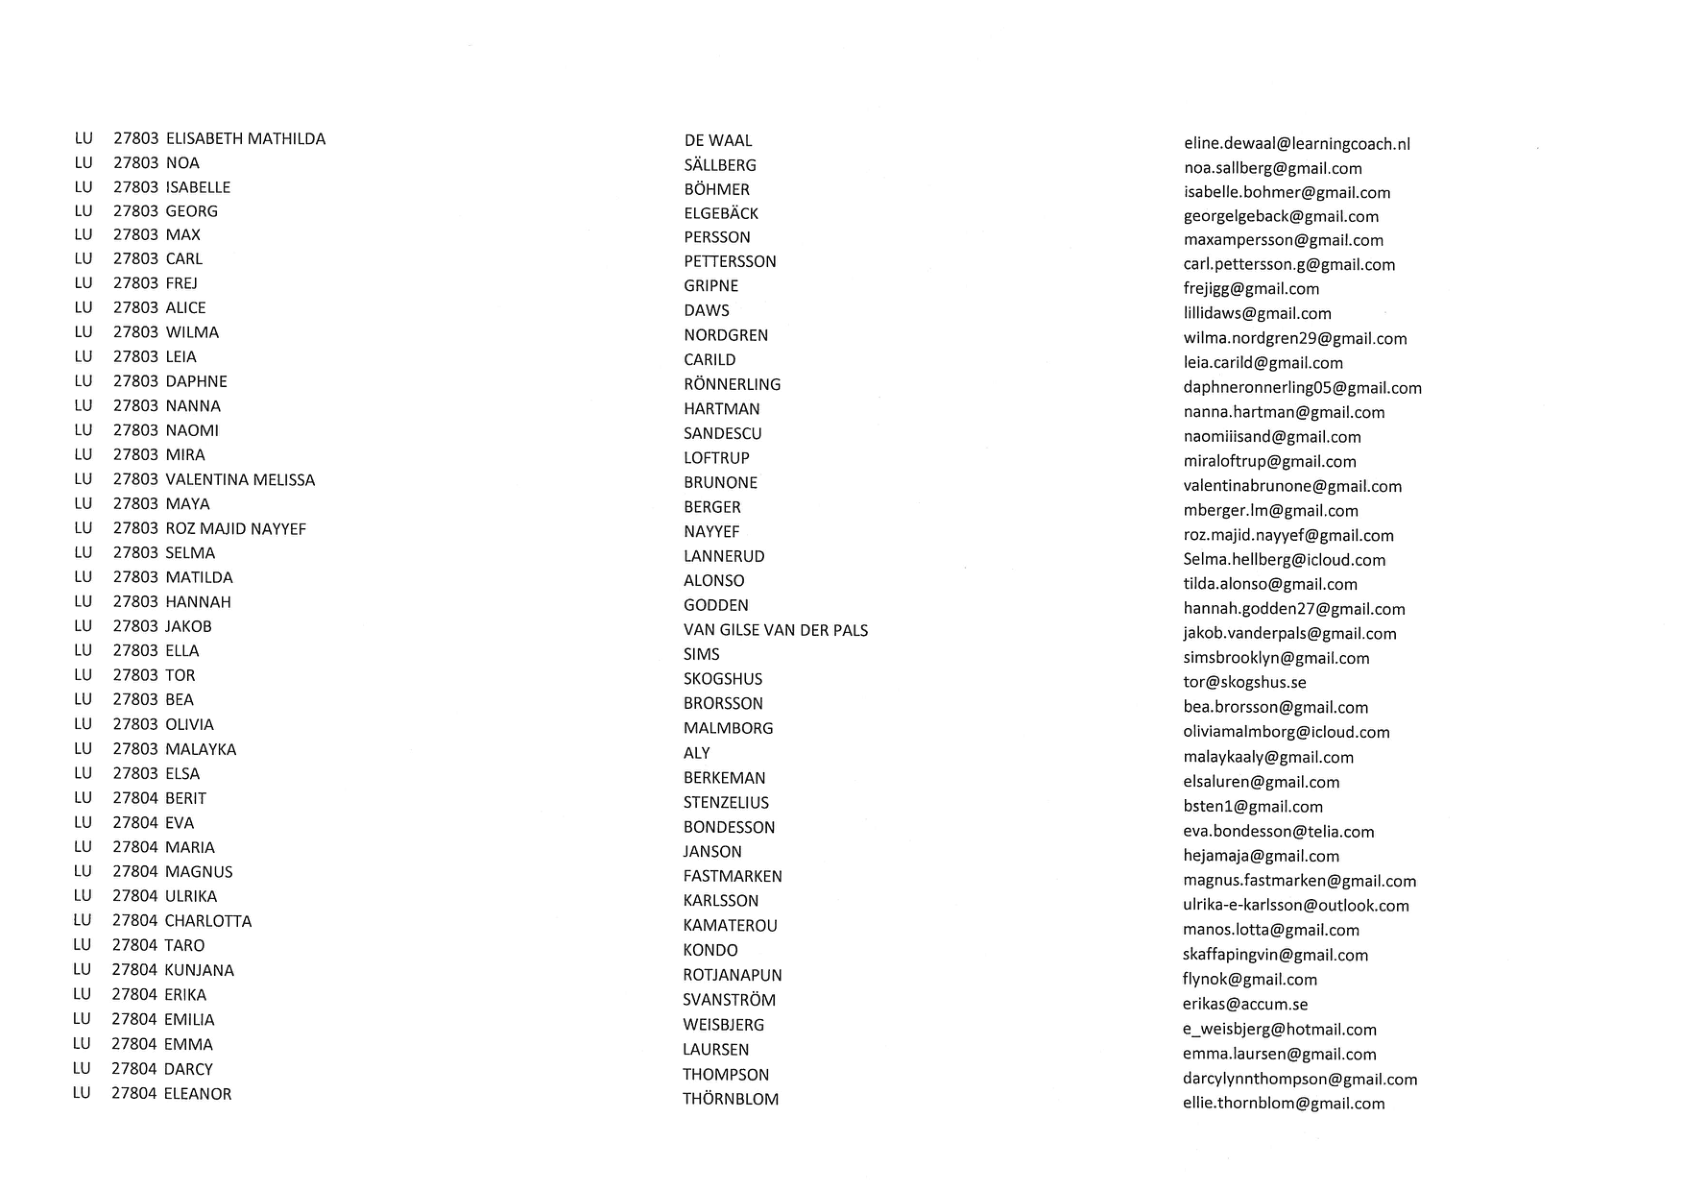 LU 27803 ELISABETH MATHILDA DE WAAL eline.dewaal@learningcoach.nl
LU 27803 NOA SÄLLBERG noa.sallberg@gmail.com
LU 27803 ISABELLE BÖHMER isabelle.bohmer@gmail.com
LU 27803 GEORG ELGEBÄCK georgelgeback@gmail.com
LU 27803 MAX PERSSON maxampersson@gmail.com
LU 27803 CARL PETTERSSON carl.pettersson.g@gmail.com
LU 27803 FREJ GRIPNE frejigg@gmail.com
LU 27803 ALICE DAWS lillidaws@gmail.com
LU 27803 WILMA NORDGREN wilma.nordgren29@gmail.com
LU 27803 LEIA CARILD leia.carild@gmail.com
LU 27803 DAPHNE RÖNNERLING daphneronnerling05@gmail.com
LU 27803 NANNA HARTMAN nanna.hartman@gmail.com
LU 27803 NAOMI SANDESCU naomiiisand@gmail.com
LU 27803 MIRA LOFTRUP miraloftrup@gmail.com
LU 27803 VALENTINA MELISSA BRUNONE valentinabrunone@gmail.com
LU 27803 MAYA BERGER mberger.lm@gmail.com
LU 27803 ROZ MAJID NAYYEF NAYYEF roz.majid.nayyef@gmail.com
LU 27803 SELMA LANNERUD Selma.hellberg@icloud.com
LU 27803 MATILDA ALONSO tilda.alonso@gmail.com
LU 27803 HANNAH GODDEN hannah.godden27@gmail.com
LU 27803 JAKOB VAN GILSE VAN DER PALS jakob.vanderpals@gmail.com
LU 27803 ELLA SIMS simsbrooklyn@gmail.com
LU 27803 TOR SKOGSHUS tor@skogshus.se
LU 27803 BEA BRORSSON bea.brorsson@gmail.com
LU 27803 OLIVIA MALMBORG oliviamalmborg@icloud.com
LU 27803 MALAYKA ALY malaykaaly@gmail.com
LU 27803 ELSA BERKEMAN elsaluren@gmail.com
LU 27804 BERIT STENZELIUS bsten1@gmail.com
LU 27804 EVA BONDESSON eva.bondesson@telia.com
LU 27804 MARIA JANSON hejamaja@gmail.com
LU 27804 MAGNUS FASTMARKEN magnus.fastmarken@gmail.com
LU 27804 ULRIKA KARLSSON ulrika-e-karlsson@outlook.com
LU 27804 CHARLOTTA KAMATEROU manos.lotta@gmail.com
LU 27804 TARO KONDO skaffapingvin@gmail.com
LU 27804 KUNJANA ROTJANAPUN flynok@gmail.com
LU 27804 ERIKA SVANSTRÖM erikas@accum.se
LU 27804 EMILIA WEISBJERG e_weisbjerg@hotmail.com
LU 27804 EMMA LAURSEN emma.laursen@gmail.com
LU 27804 DARCY THOMPSON darcylynnthompson@gmail.com
LU 27804 ELEANOR THÖRNBLOM ellie.thornblom@gmail.com